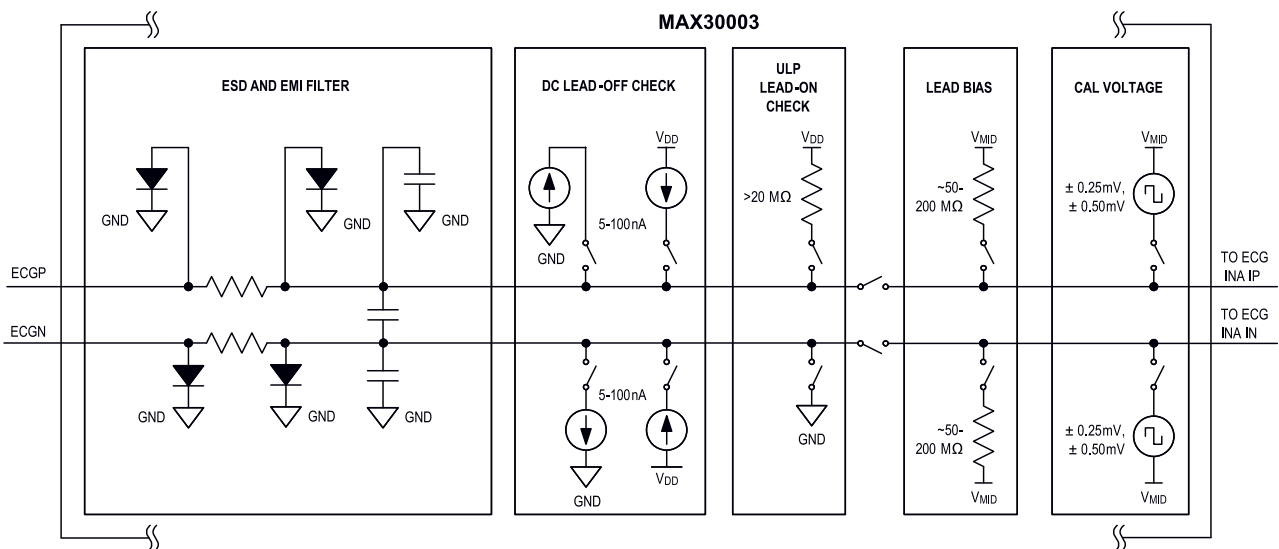 MAX30003
ESD AND EMI FILTER
GND
GND
GND
ECGP
ECGN
GND
GND
GND
DC LEAD-OFF CHECK
VDD
5-100nA
GND
5-100nA
GND
VDD
ULP
LEAD-ON
CHECK
VDD
>20 MΩ
GND
LEAD BIAS
VMID
~50-
200 MΩ
~50-
200 MΩ
VMID
CAL VOLTAGE
VMID
± 0.25mV,
± 0.50mV
± 0.25mV,
± 0.50mV
VMID
TO ECG
INA IP
TO ECG
INA IN